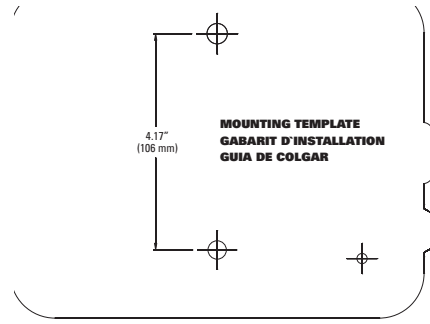 4.17"
(106 mm)
MOUNTING TEMPLATE
GABARIT D`INSTALLATION
GUIA DE COLGAR